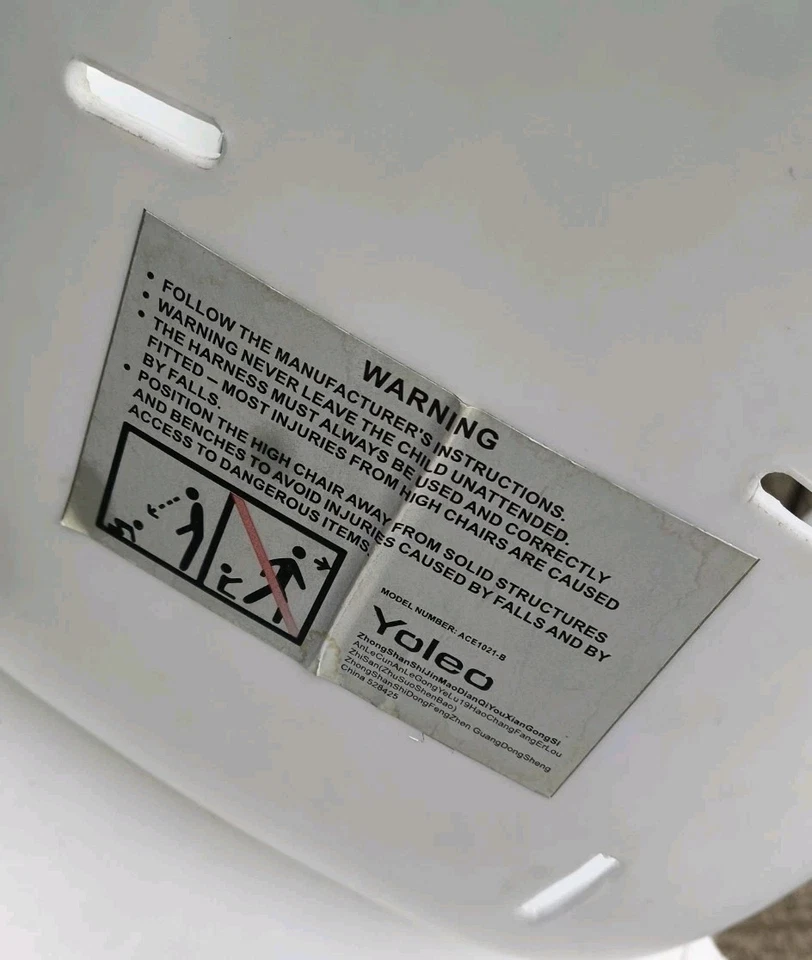 WARNING
• FOLLOW THE MANUFACTURER'S INSTRUCTIONS.
• WARNING NEVER LEAVE THE CHILD UNATTENDED.
• THE HARNESS MUST ALWAYS BE USED AND CORRECTLY
FITTED – MOST INJURIES FROM HIGH CHAIRS ARE CAUSED
BY FALLS.
• POSITION THE HIGH CHAIR AWAY FROM SOLID STRUCTURES
AND BENCHES TO AVOID INJURIES CAUSED BY FALLS AND BY
ACCESS TO DANGEROUS ITEMS.
MODEL NUMBER: ACE1021-B
Yoleo
ZhongShanShiJinMaoDianQiYouXianGongSi
AnLeCunAnLeGongYeLu19HaoChangFangErLou
ZhiSan(ZhuSuoShenBao)
ZhongShanShiDongFengZhen GuangDongSheng
China 528425